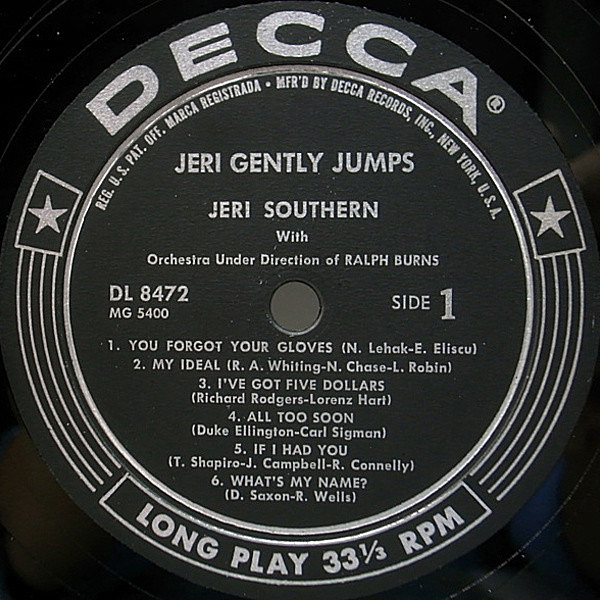 DECCA®
REG. U. S. PAT. OFF. MARCA REGISTRADA • MFR'D BY DECCA RECORDS, INC., NEW YORK, U. S. A.
JERI GENTLY JUMPS
JERI SOUTHERN
With
Orchestra Under Direction of RALPH BURNS
DL 8472
MG 5400
SIDE 1
1. YOU FORGOT YOUR GLOVES (N. Lehak-E. Eliscu)
2. MY IDEAL (R. A. Whiting-N. Chase-L. Robin)
3. I'VE GOT FIVE DOLLARS
(Richard Rodgers-Lorenz Hart)
4. ALL TOO SOON
(Duke Ellington-Carl Sigman)
5. IF I HAD YOU
(T. Shapiro-J. Campbell-R. Connelly)
6. WHAT'S MY NAME?
(D. Saxon-R. Wells)
LONG PLAY 33⅓ RPM